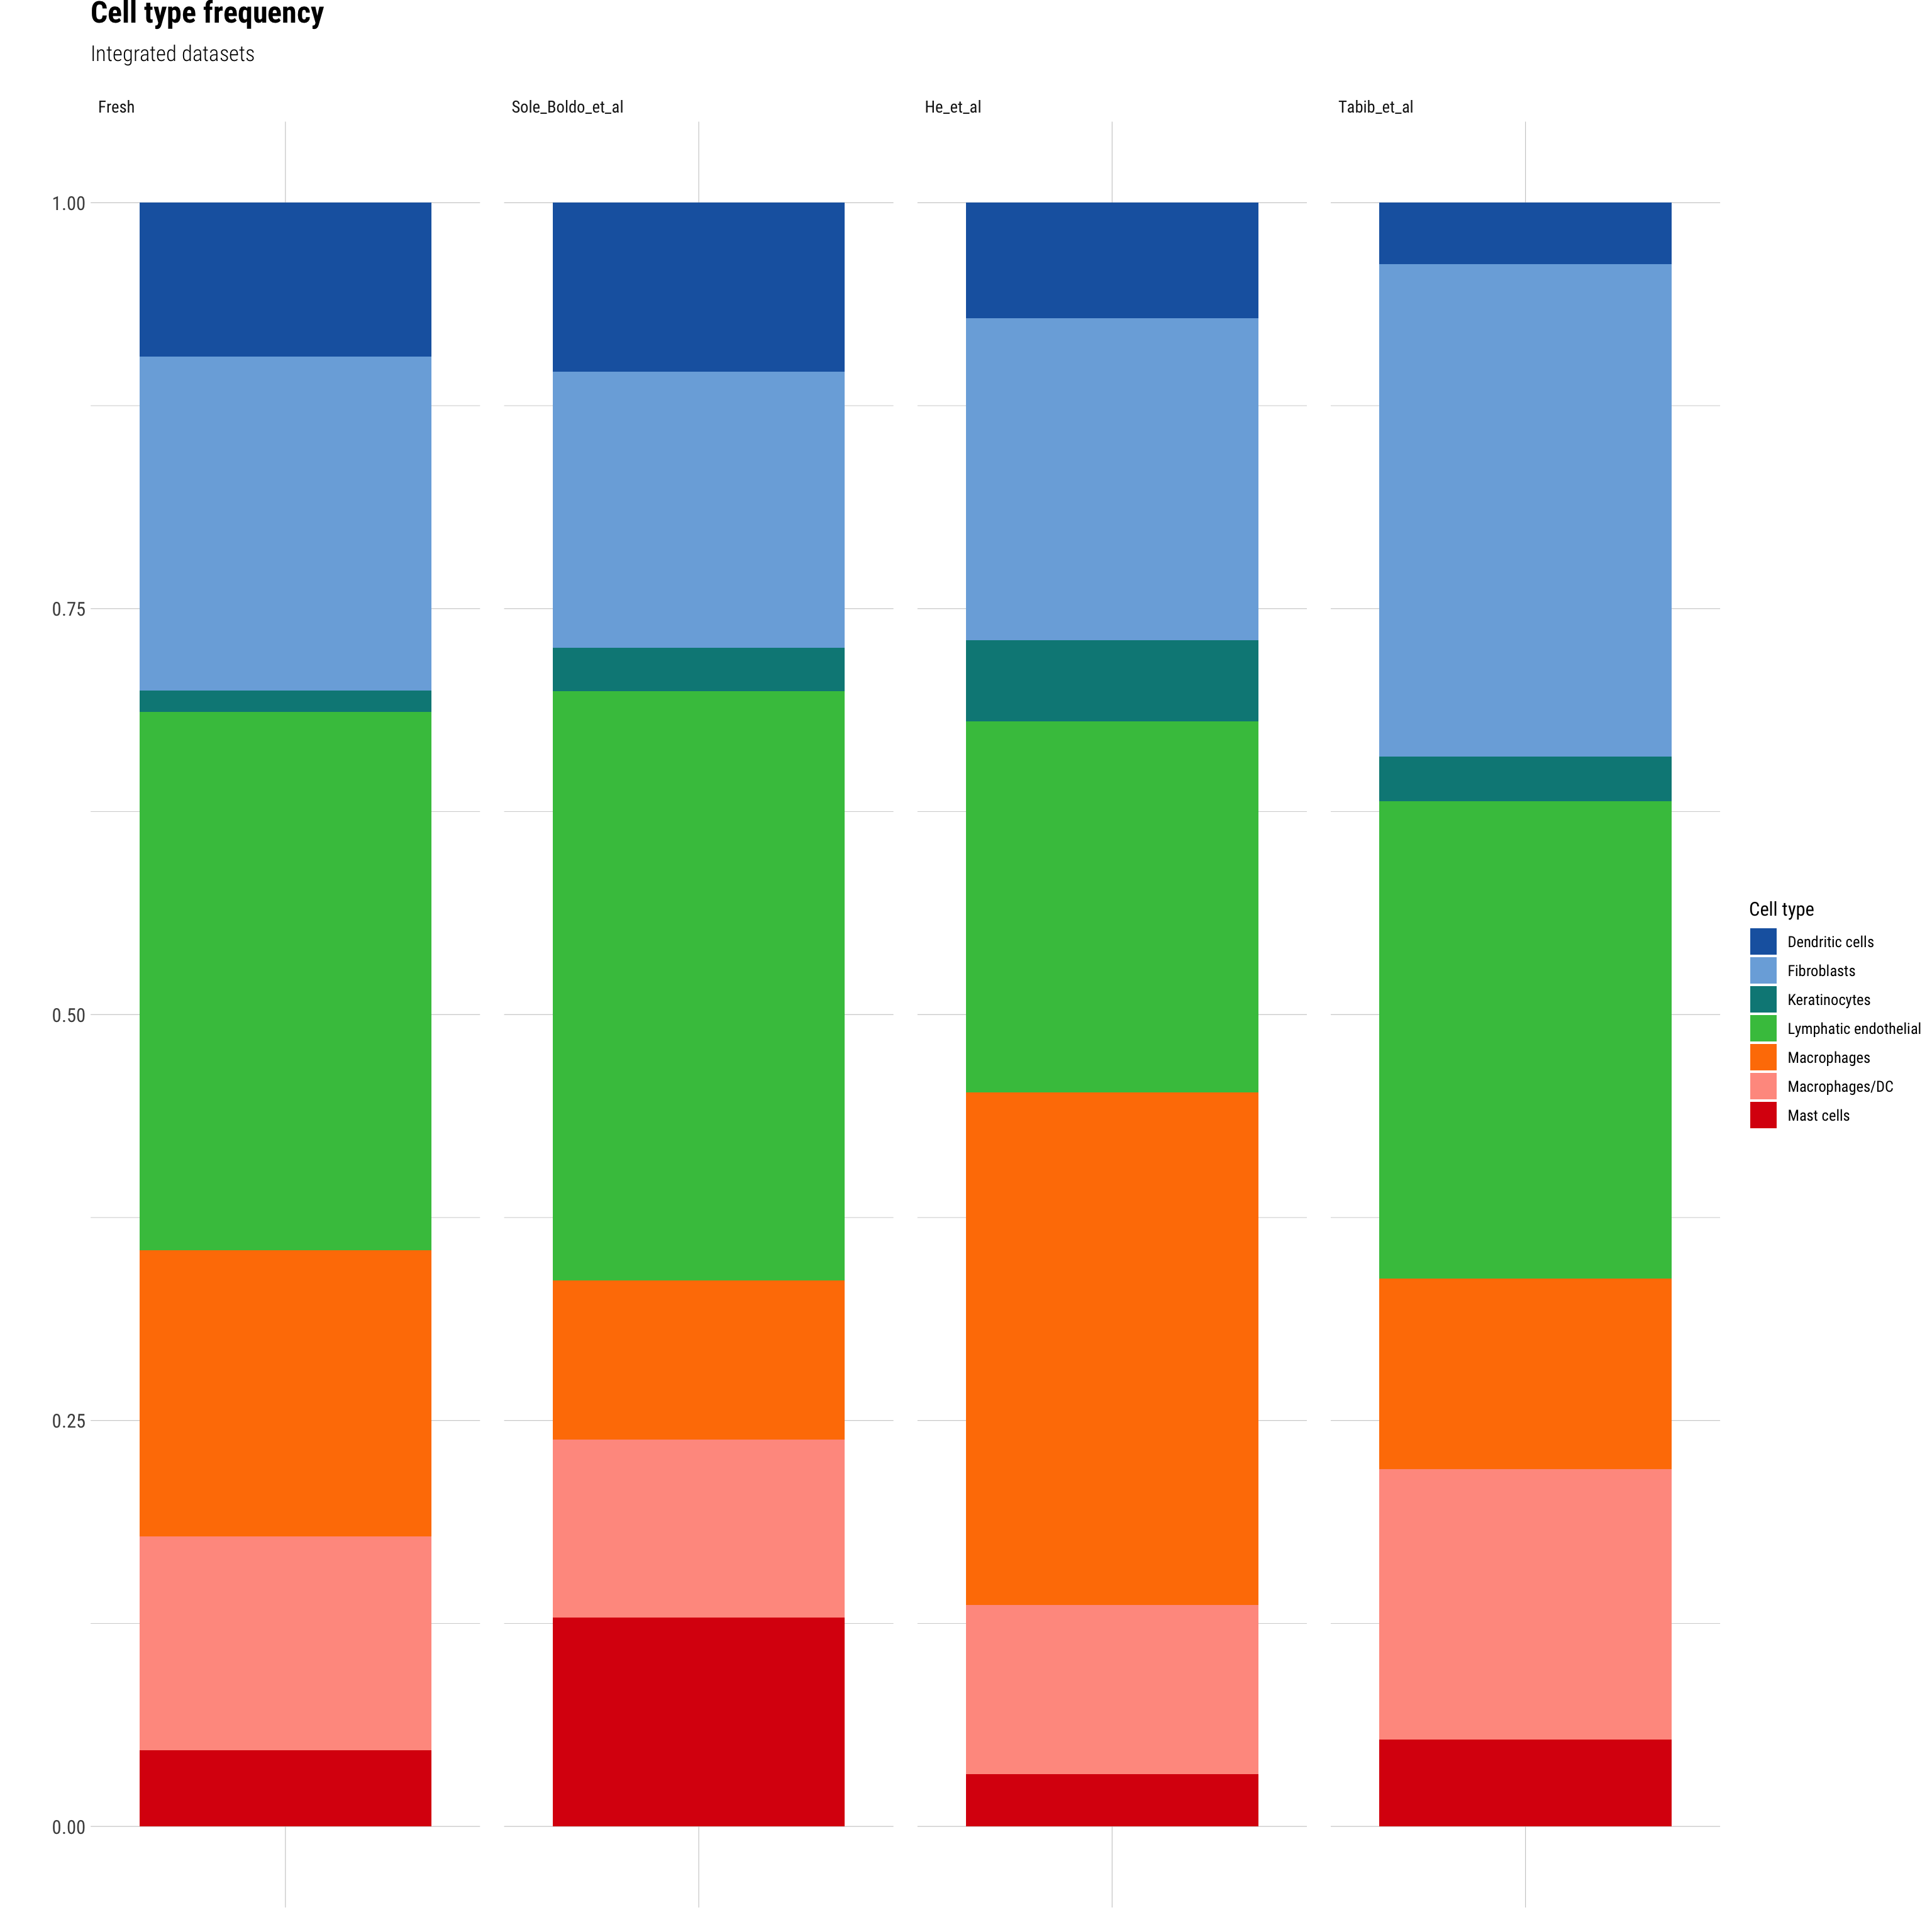 Cell type frequency
Integrated datasets
Fresh
Sole_Boldo_et_al
He_et_al
Tabib_et_al
1.00
0.75
0.50
0.25
0.00
Cell type
Dendritic cells
Fibroblasts
Keratinocytes
Lymphatic endothelial
Macrophages
Macrophages/DC
Mast cells